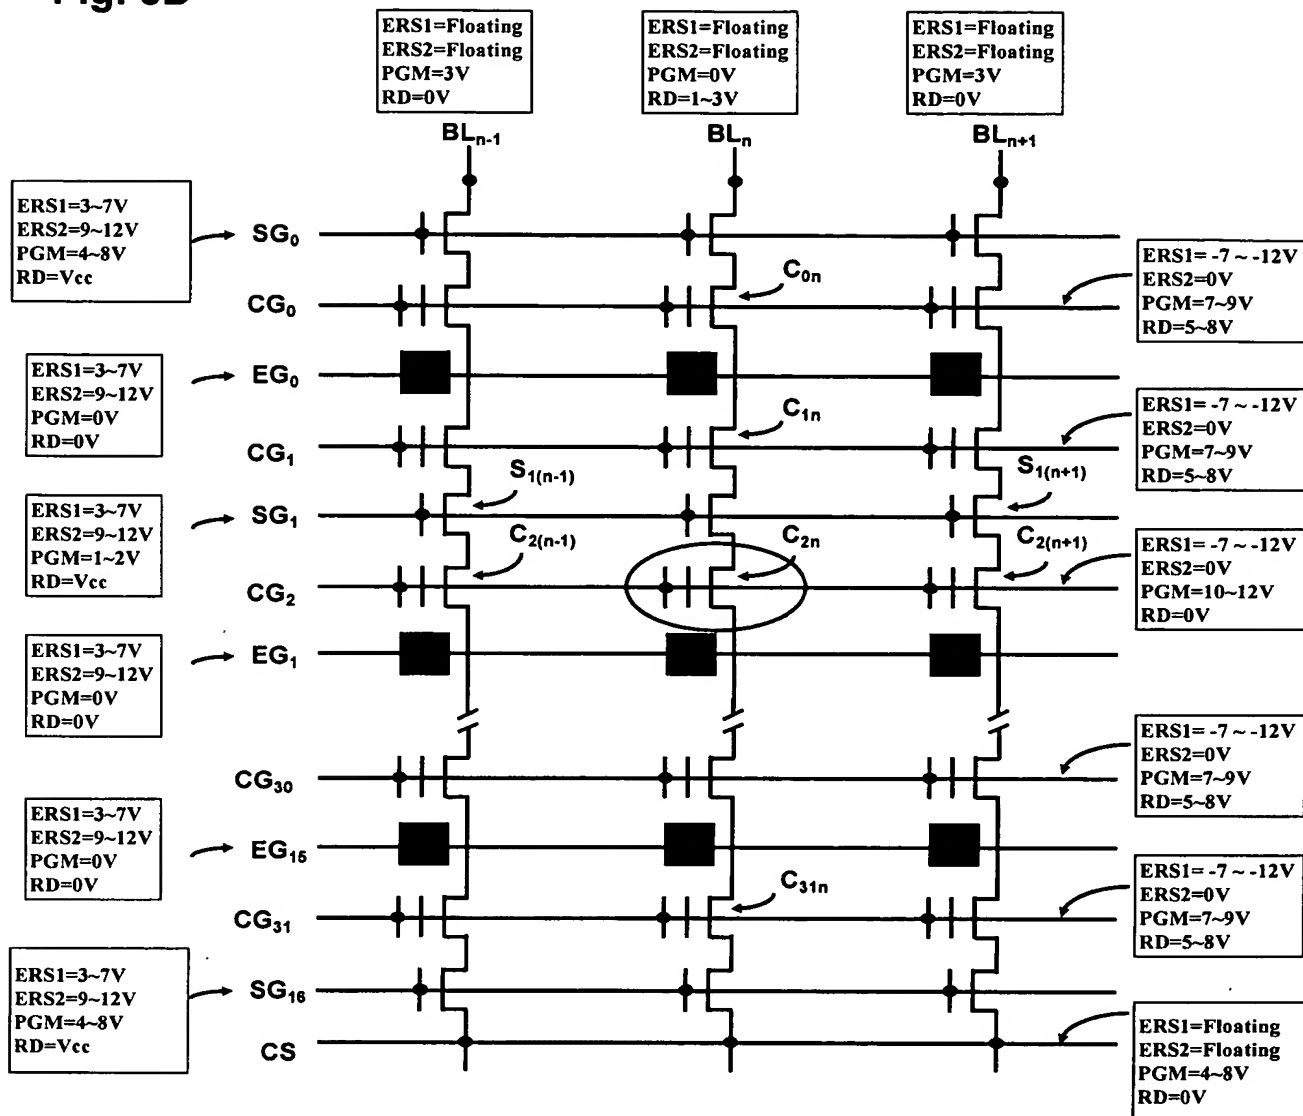 ERS1=Floating
ERS2=Floating
PGM=3V
RD=0V
ERS1=Floating
ERS2=Floating
PGM=0V
RD=1~3V
ERS1=Floating
ERS2=Floating
PGM=3V
RD=0V
BLn-1
BLn
BLn+1
ERS1=3~7V
ERS2=9~12V
PGM=4~8V
RD=Vcc
SG0
C0n
ERS1= -7 ~ -12V
ERS2=0V
PGM=7~9V
RD=5~8V
CG0
ERS1=3~7V
ERS2=9~12V
PGM=0V
RD=0V
EG0
C1n
ERS1= -7 ~ -12V
ERS2=0V
PGM=7~9V
RD=5~8V
CG1
S1(n-1)
S1(n+1)
ERS1=3~7V
ERS2=9~12V
PGM=1~2V
RD=Vcc
SG1
C2(n-1)
C2n
C2(n+1)
ERS1= -7 ~ -12V
ERS2=0V
PGM=10~12V
RD=0V
CG2
ERS1=3~7V
ERS2=9~12V
PGM=0V
RD=0V
EG1
ERS1= -7 ~ -12V
ERS2=0V
PGM=7~9V
RD=5~8V
CG30
ERS1=3~7V
ERS2=9~12V
PGM=0V
RD=0V
EG15
C31n
ERS1= -7 ~ -12V
ERS2=0V
PGM=7~9V
RD=5~8V
CG31
ERS1=3~7V
ERS2=9~12V
PGM=4~8V
RD=Vcc
SG16
CS
ERS1=Floating
ERS2=Floating
PGM=4~8V
RD=0V